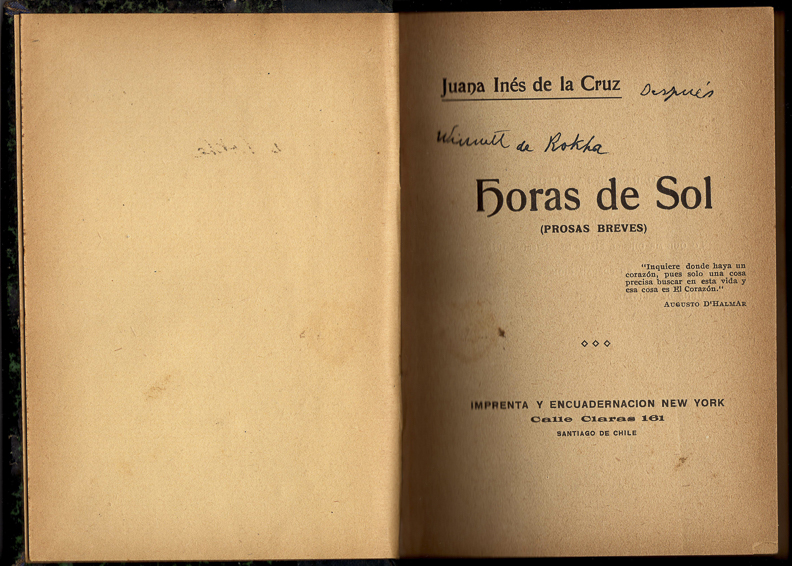 Juana Inés de la Cruz Después
Winnett de Rokha
Horas de Sol
(PROSAS BREVES)
"Inquiere donde haya un
corazón, pues solo una cosa
precisa buscar en esta vida y
esa cosa es El Corazón."
AUGUSTO D'HALMAR
IMPRENTA Y ENCUADERNACION NEW YORK
Calle Claras 161
SANTIAGO DE CHILE